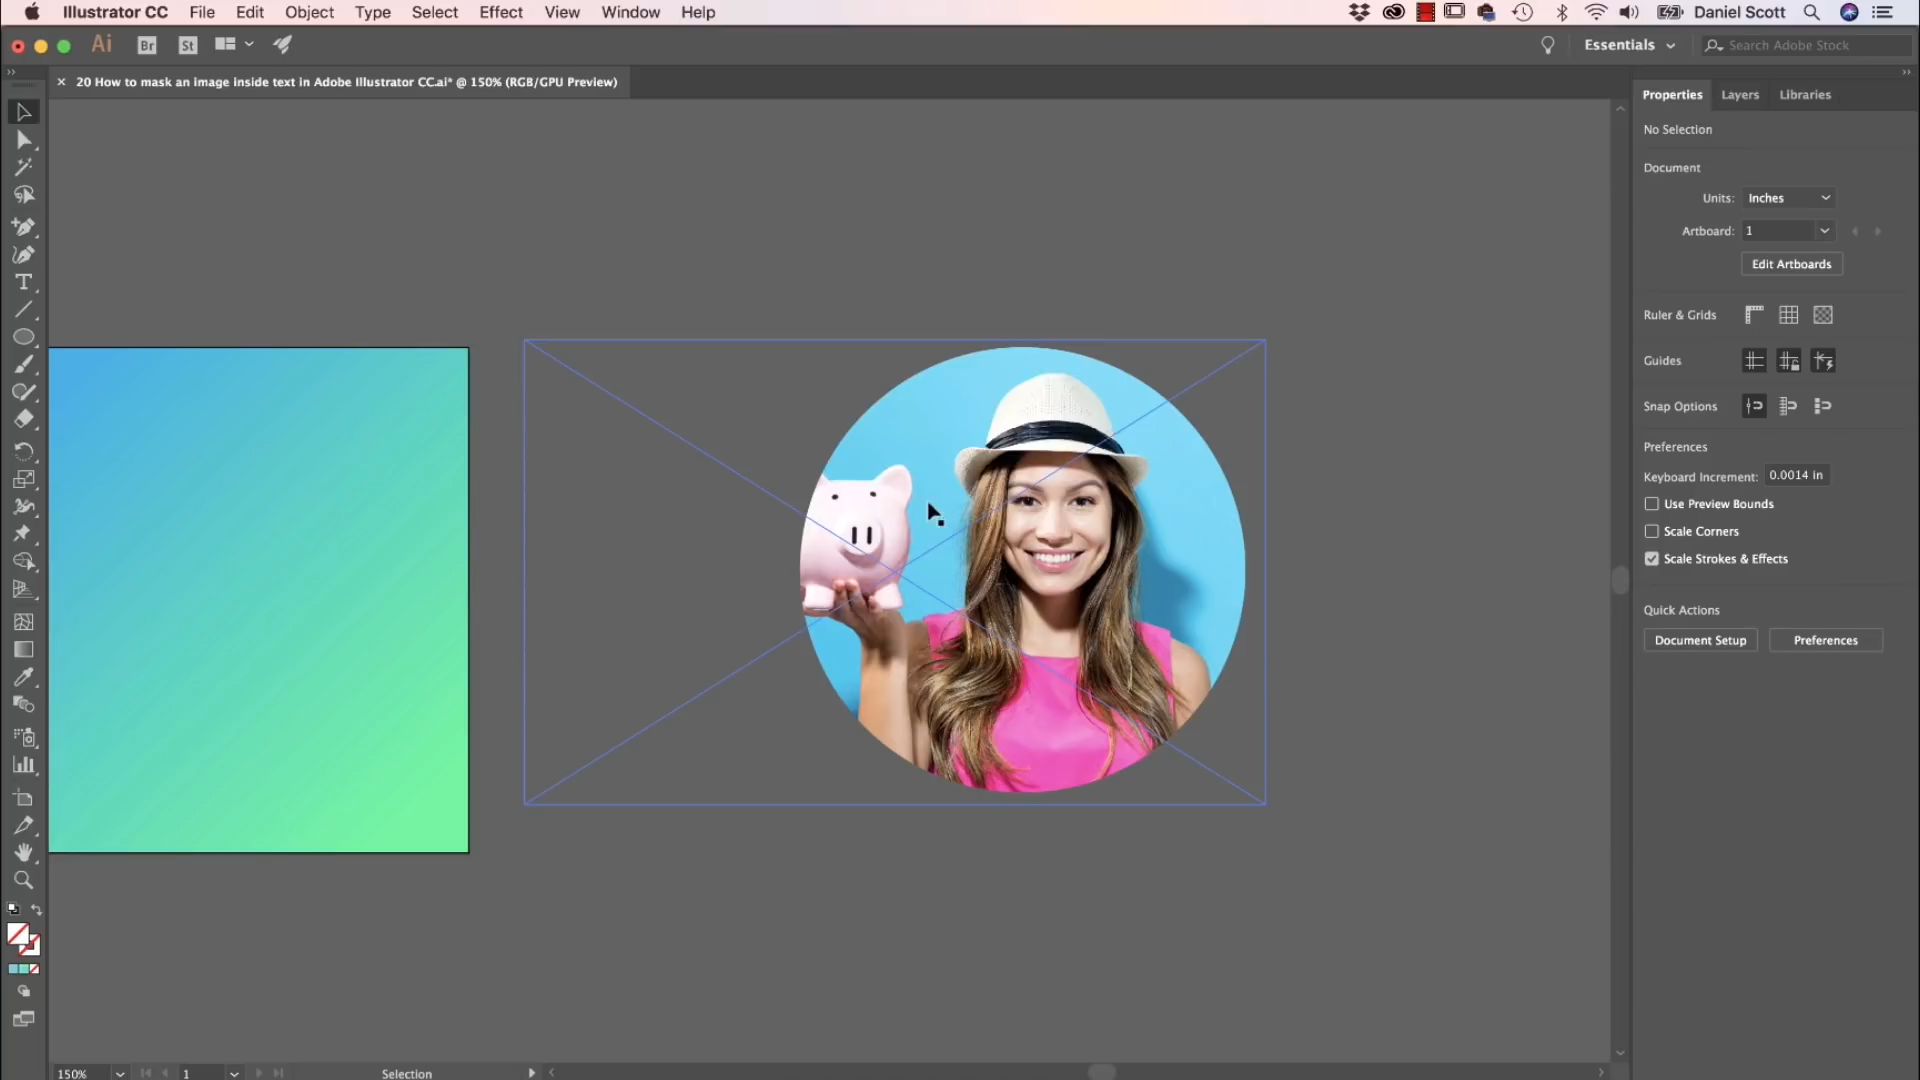 Illustrator CC File Edit Object Type Select Effect View Window Help Daniel Scott
Ai Br St Essentials Search Adobe Stock
× 20 How to mask an image inside text in Adobe Illustrator CC.ai* @ 150% (RGB/GPU Preview)
Properties Layers Libraries
No Selection
Document
Units: Inches
Artboard: 1
Edit Artboards
Ruler & Grids
Guides
Snap Options
Preferences
Keyboard Increment: 0.0014 in
Use Preview Bounds
Scale Corners
Scale Strokes & Effects
Quick Actions
Document Setup Preferences
T
150% 1 Selection